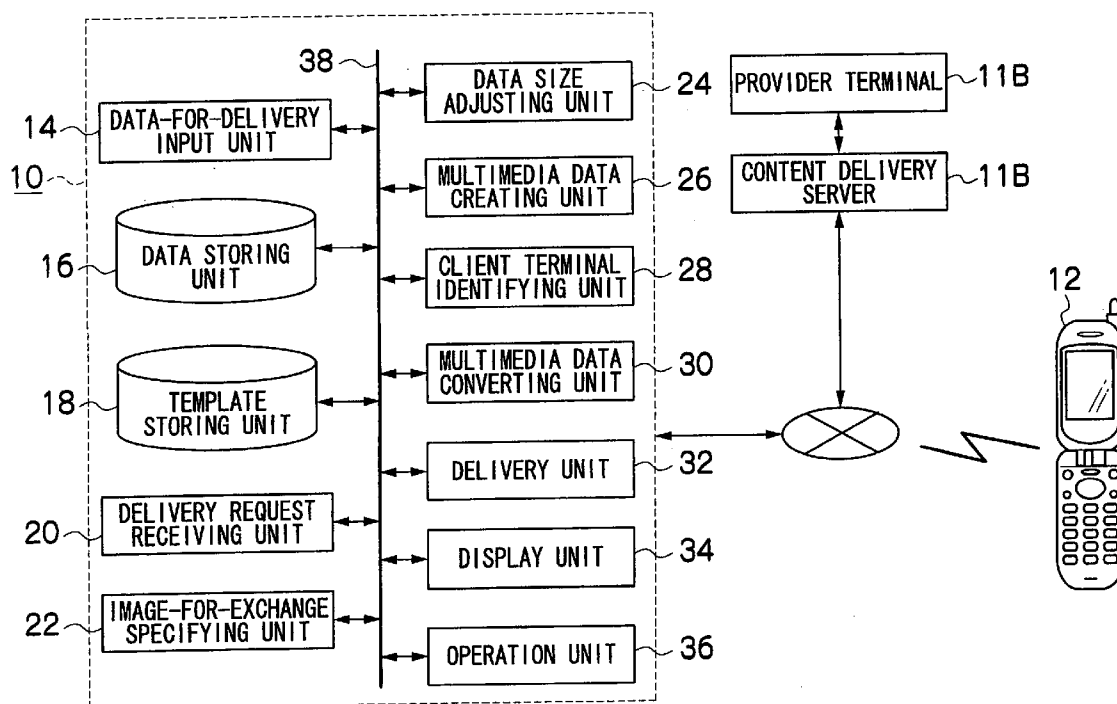 38
DATA SIZE
ADJUSTING UNIT
24
PROVIDER TERMINAL
11B
14
DATA-FOR-DELIVERY
INPUT UNIT
10
MULTIMEDIA DATA
CREATING UNIT
26
CONTENT DELIVERY
SERVER
11B
16
DATA STORING
UNIT
CLIENT TERMINAL
IDENTIFYING UNIT
28
12
18
TEMPLATE
STORING UNIT
MULTIMEDIA DATA
CONVERTING UNIT
30
DELIVERY UNIT
32
20
DELIVERY REQUEST
RECEIVING UNIT
DISPLAY UNIT
34
22
IMAGE-FOR-EXCHANGE
SPECIFYING UNIT
OPERATION UNIT
36